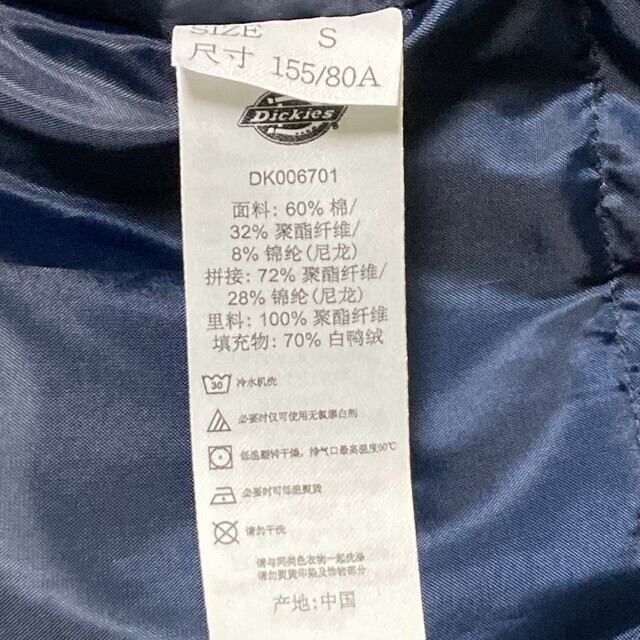 SIZE S
尺寸 155/80A
Dickies
DK006701
面料: 60% 棉/
32% 聚酯纤维/
8% 锦纶(尼龙)
拼接: 72% 聚酯纤维/
28% 锦纶(尼龙)
里料: 100% 聚酯纤维
填充物: 70% 白鸭绒
30
冷水机洗
必要时仅可使用无氯漂白剂
低温翻转干燥，排气口最高温度60℃
必要时可低温熨烫
请勿干洗
请与同类色衣物一起洗涤
请勿熨烫印花及饰物部分
产地: 中国